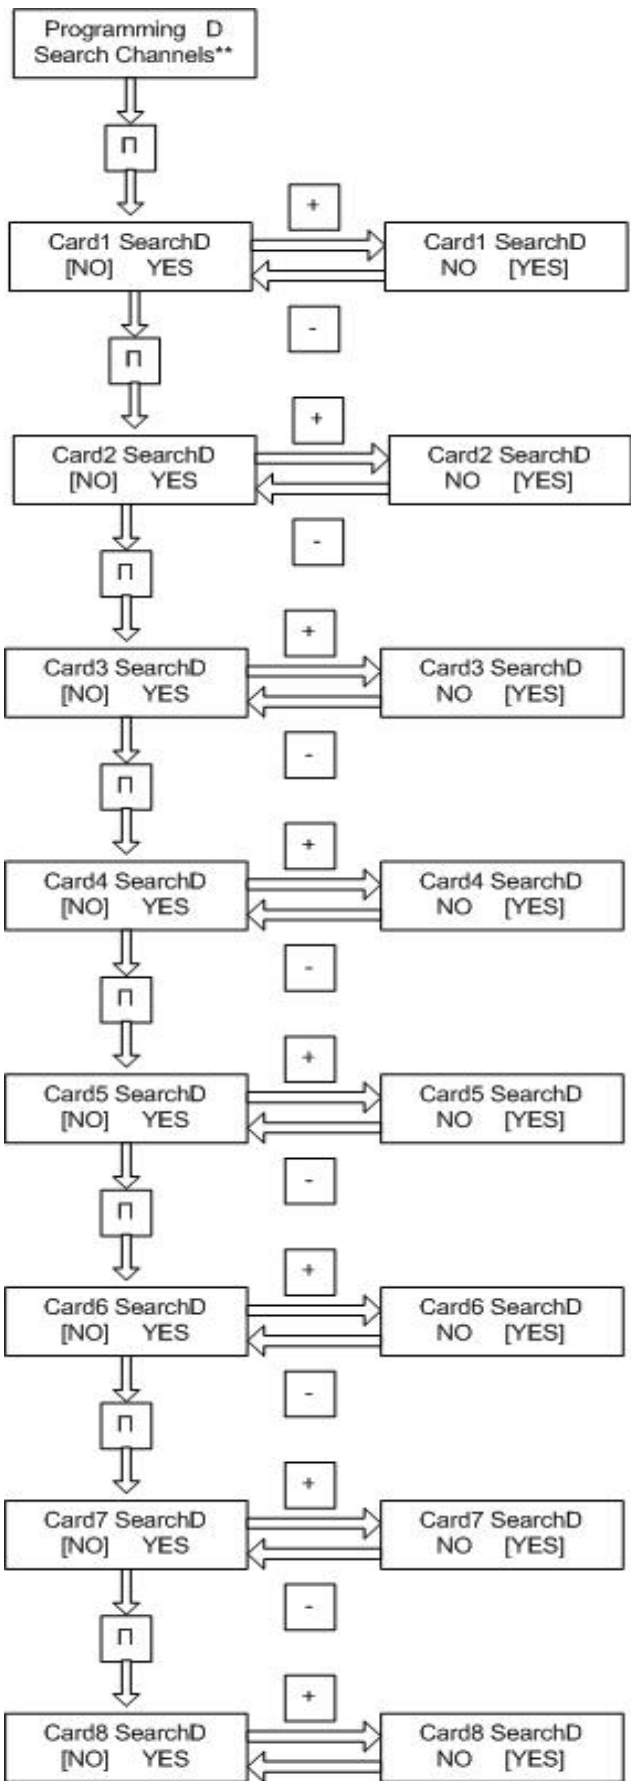 Programming D
Search Channels**
П
+
Card1 SearchD
[NO] YES
Card1 SearchD
NO [YES]
-
П
+
Card2 SearchD
[NO] YES
Card2 SearchD
NO [YES]
-
П
+
Card3 SearchD
[NO] YES
Card3 SearchD
NO [YES]
-
П
+
Card4 SearchD
[NO] YES
Card4 SearchD
NO [YES]
-
П
+
Card5 SearchD
[NO] YES
Card5 SearchD
NO [YES]
-
П
+
Card6 SearchD
[NO] YES
Card6 SearchD
NO [YES]
-
П
+
Card7 SearchD
[NO] YES
Card7 SearchD
NO [YES]
-
П
+
Card8 SearchD
[NO] YES
Card8 SearchD
NO [YES]